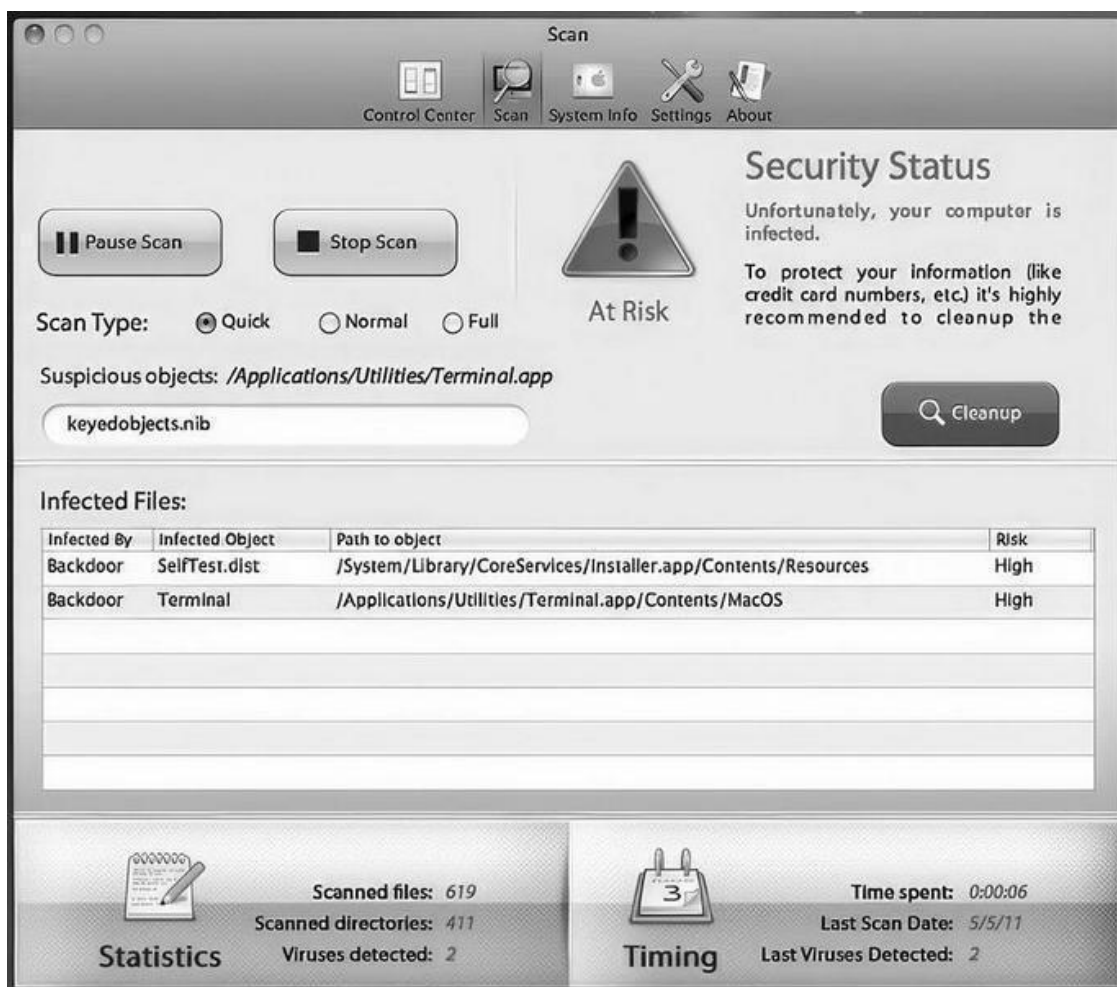 Scan
Control Center Scan System Info Settings About
Security Status
Unfortunately, your computer is
infected.
To protect your information (like
credit card numbers, etc.) it's highly
recommended to cleanup the
Pause Scan Stop Scan
At Risk
Scan Type: Quick Normal Full
Suspicious objects: /Applications/Utilities/Terminal.app
keyedobjects.nib
Cleanup
Infected Files:
Infected By Infected Object Path to object Risk
Backdoor SelfTest.dist /System/Library/CoreServices/Installer.app/Contents/Resources High
Backdoor Terminal /Applications/Utilities/Terminal.app/Contents/MacOS High
Scanned files: 619
Scanned directories: 411
Viruses detected: 2
Statistics
3
Time spent: 0:00:06
Last Scan Date: 5/5/11
Last Viruses Detected: 2
Timing